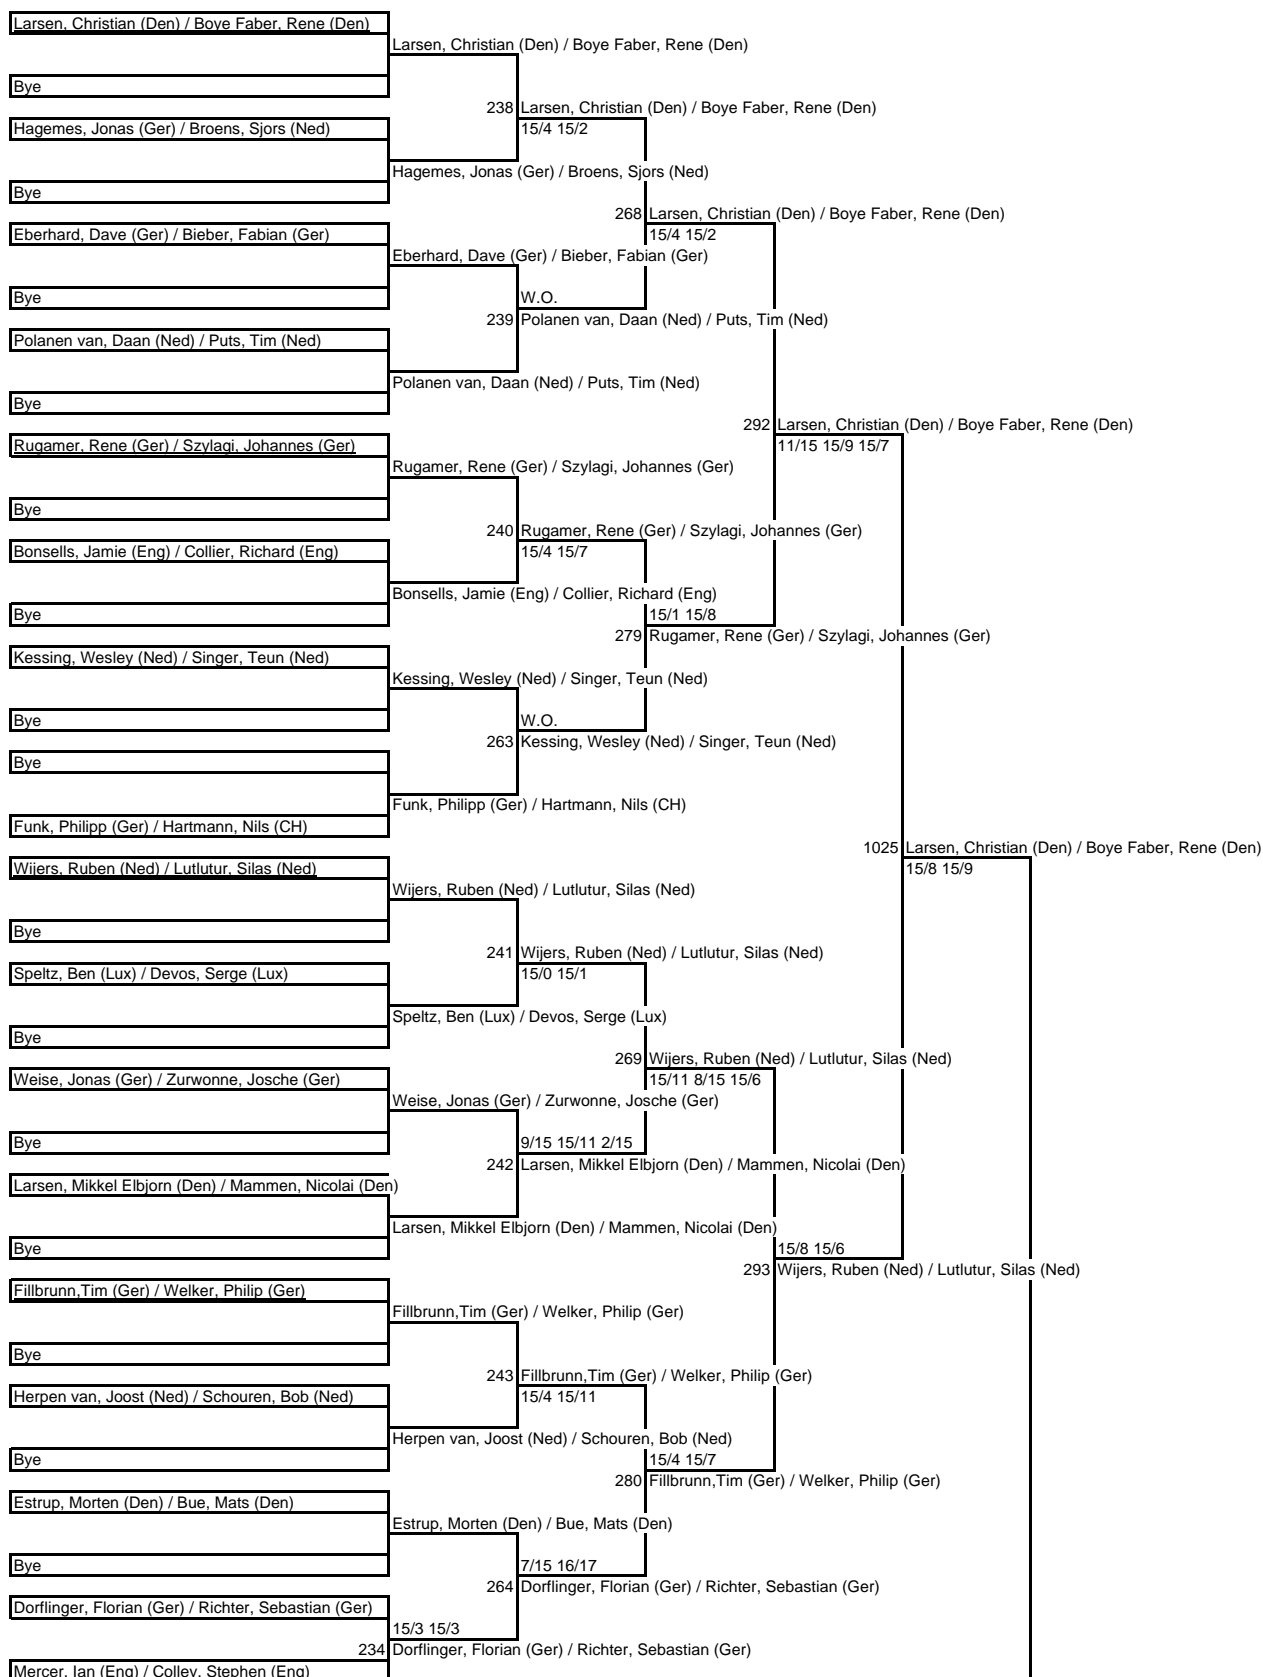 Larsen, Christian (Den) / Boye Faber, Rene (Den)
Larsen, Christian (Den) / Boye Faber, Rene (Den)
Bye
238 Larsen, Christian (Den) / Boye Faber, Rene (Den)
Hagemes, Jonas (Ger) / Broens, Sjors (Ned)
15/4 15/2
Hagemes, Jonas (Ger) / Broens, Sjors (Ned)
Bye
268 Larsen, Christian (Den) / Boye Faber, Rene (Den)
Eberhard, Dave (Ger) / Bieber, Fabian (Ger)
15/4 15/2
Eberhard, Dave (Ger) / Bieber, Fabian (Ger)
Bye
W.O.
239 Polanen van, Daan (Ned) / Puts, Tim (Ned)
Polanen van, Daan (Ned) / Puts, Tim (Ned)
Polanen van, Daan (Ned) / Puts, Tim (Ned)
Bye
292 Larsen, Christian (Den) / Boye Faber, Rene (Den)
Rugamer, Rene (Ger) / Szylagi, Johannes (Ger)
11/15 15/9 15/7
Rugamer, Rene (Ger) / Szylagi, Johannes (Ger)
Bye
240 Rugamer, Rene (Ger) / Szylagi, Johannes (Ger)
Bonsells, Jamie (Eng) / Collier, Richard (Eng)
15/4 15/7
Bonsells, Jamie (Eng) / Collier, Richard (Eng)
Bye
15/1 15/8
279 Rugamer, Rene (Ger) / Szylagi, Johannes (Ger)
Kessing, Wesley (Ned) / Singer, Teun (Ned)
Kessing, Wesley (Ned) / Singer, Teun (Ned)
Bye
W.O.
263 Kessing, Wesley (Ned) / Singer, Teun (Ned)
Bye
Funk, Philipp (Ger) / Hartmann, Nils (CH)
Funk, Philipp (Ger) / Hartmann, Nils (CH)
1025 Larsen, Christian (Den) / Boye Faber, Rene (Den)
Wijers, Ruben (Ned) / Lutlutur, Silas (Ned)
15/8 15/9
Wijers, Ruben (Ned) / Lutlutur, Silas (Ned)
Bye
241 Wijers, Ruben (Ned) / Lutlutur, Silas (Ned)
Speltz, Ben (Lux) / Devos, Serge (Lux)
15/0 15/1
Speltz, Ben (Lux) / Devos, Serge (Lux)
Bye
269 Wijers, Ruben (Ned) / Lutlutur, Silas (Ned)
Weise, Jonas (Ger) / Zurwonne, Josche (Ger)
15/11 8/15 15/6
Weise, Jonas (Ger) / Zurwonne, Josche (Ger)
Bye
9/15 15/11 2/15
242 Larsen, Mikkel Elbjorn (Den) / Mammen, Nicolai (Den)
Larsen, Mikkel Elbjorn (Den) / Mammen, Nicolai (Den)
Larsen, Mikkel Elbjorn (Den) / Mammen, Nicolai (Den)
Bye
15/8 15/6
293 Wijers, Ruben (Ned) / Lutlutur, Silas (Ned)
Fillbrunn,Tim (Ger) / Welker, Philip (Ger)
Fillbrunn,Tim (Ger) / Welker, Philip (Ger)
Bye
243 Fillbrunn,Tim (Ger) / Welker, Philip (Ger)
Herpen van, Joost (Ned) / Schouren, Bob (Ned)
15/4 15/11
Herpen van, Joost (Ned) / Schouren, Bob (Ned)
Bye
15/4 15/7
280 Fillbrunn,Tim (Ger) / Welker, Philip (Ger)
Estrup, Morten (Den) / Bue, Mats (Den)
Estrup, Morten (Den) / Bue, Mats (Den)
Bye
7/15 16/17
264 Dorflinger, Florian (Ger) / Richter, Sebastian (Ger)
Dorflinger, Florian (Ger) / Richter, Sebastian (Ger)
15/3 15/3
234 Dorflinger, Florian (Ger) / Richter, Sebastian (Ger)
Mercer, Ian (Eng) / Colley, Stephen (Eng)